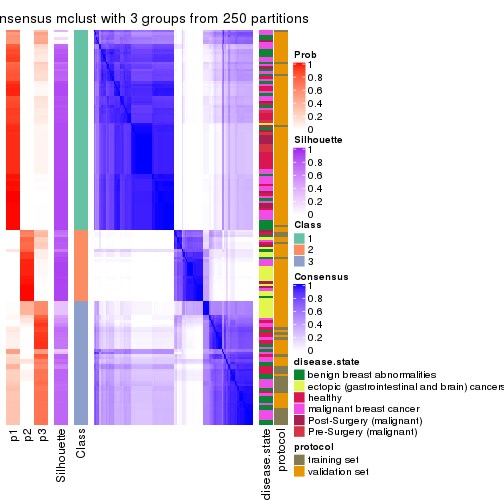 nsensus mclust with 3 groups from 250 partitions
Prob
1
0.8
0.6
0.4
0.2
0
Silhouette
1
0.8
0.6
0.4
0.2
0
Class
1
2
3
Consensus
1
0.8
0.6
0.4
0.2
0
disease.state
benign breast abnormalities
ectopic (gastrointestinal and brain) cancers
healthy
malignant breast cancer
Post-Surgery (malignant)
Pre-Surgery (malignant)
protocol
training set
validation set
p1
p2
p3
Silhouette
Class
disease.state
protocol